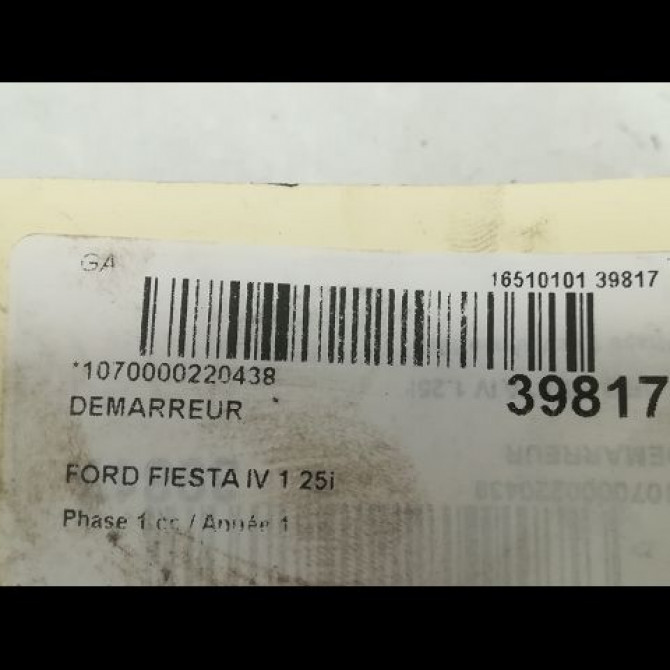 GA
16510101 39817
*1070000220438*
39817
DEMARREUR
FORD FIESTA IV 1 25i
Phase 1 cc / Année 1